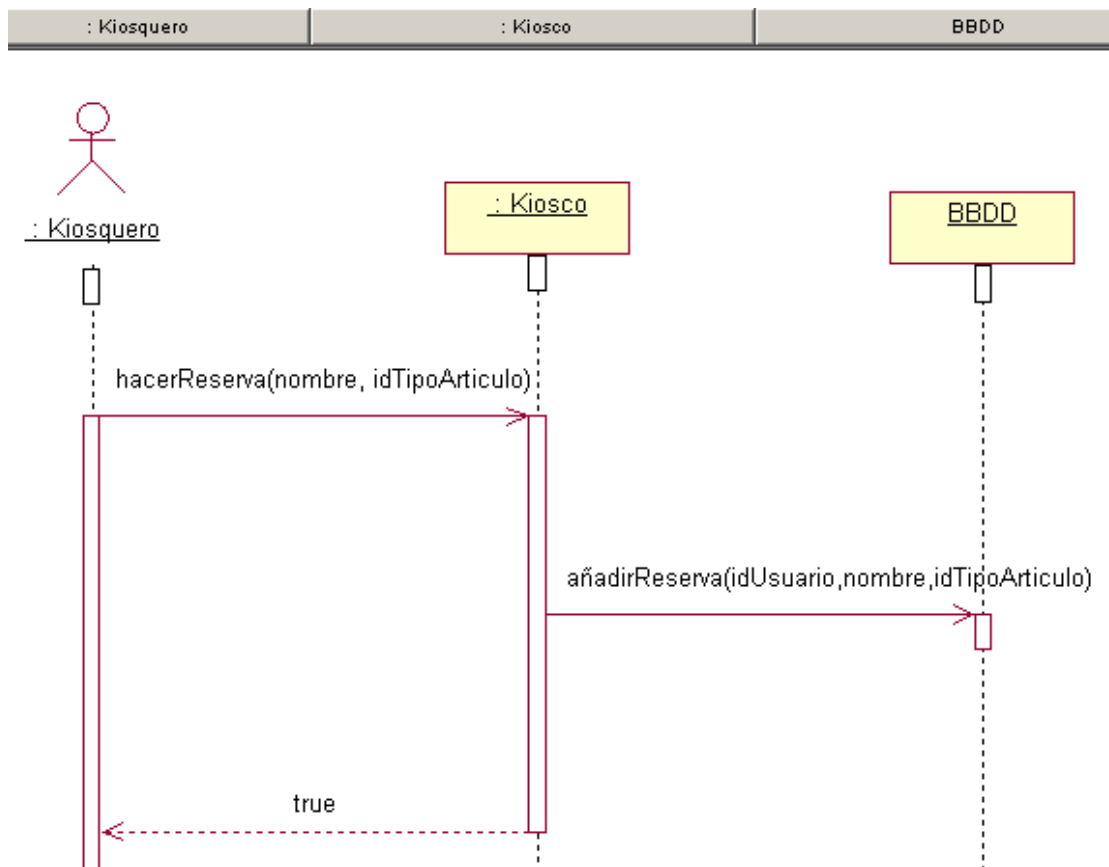 : Kiosquero
: Kiosco
BBDD
: Kiosquero
: Kiosco
BBDD
hacerReserva(nombre, idTipoArticulo)
añadirReserva(idUsuario,nombre,idTipoArticulo)
true